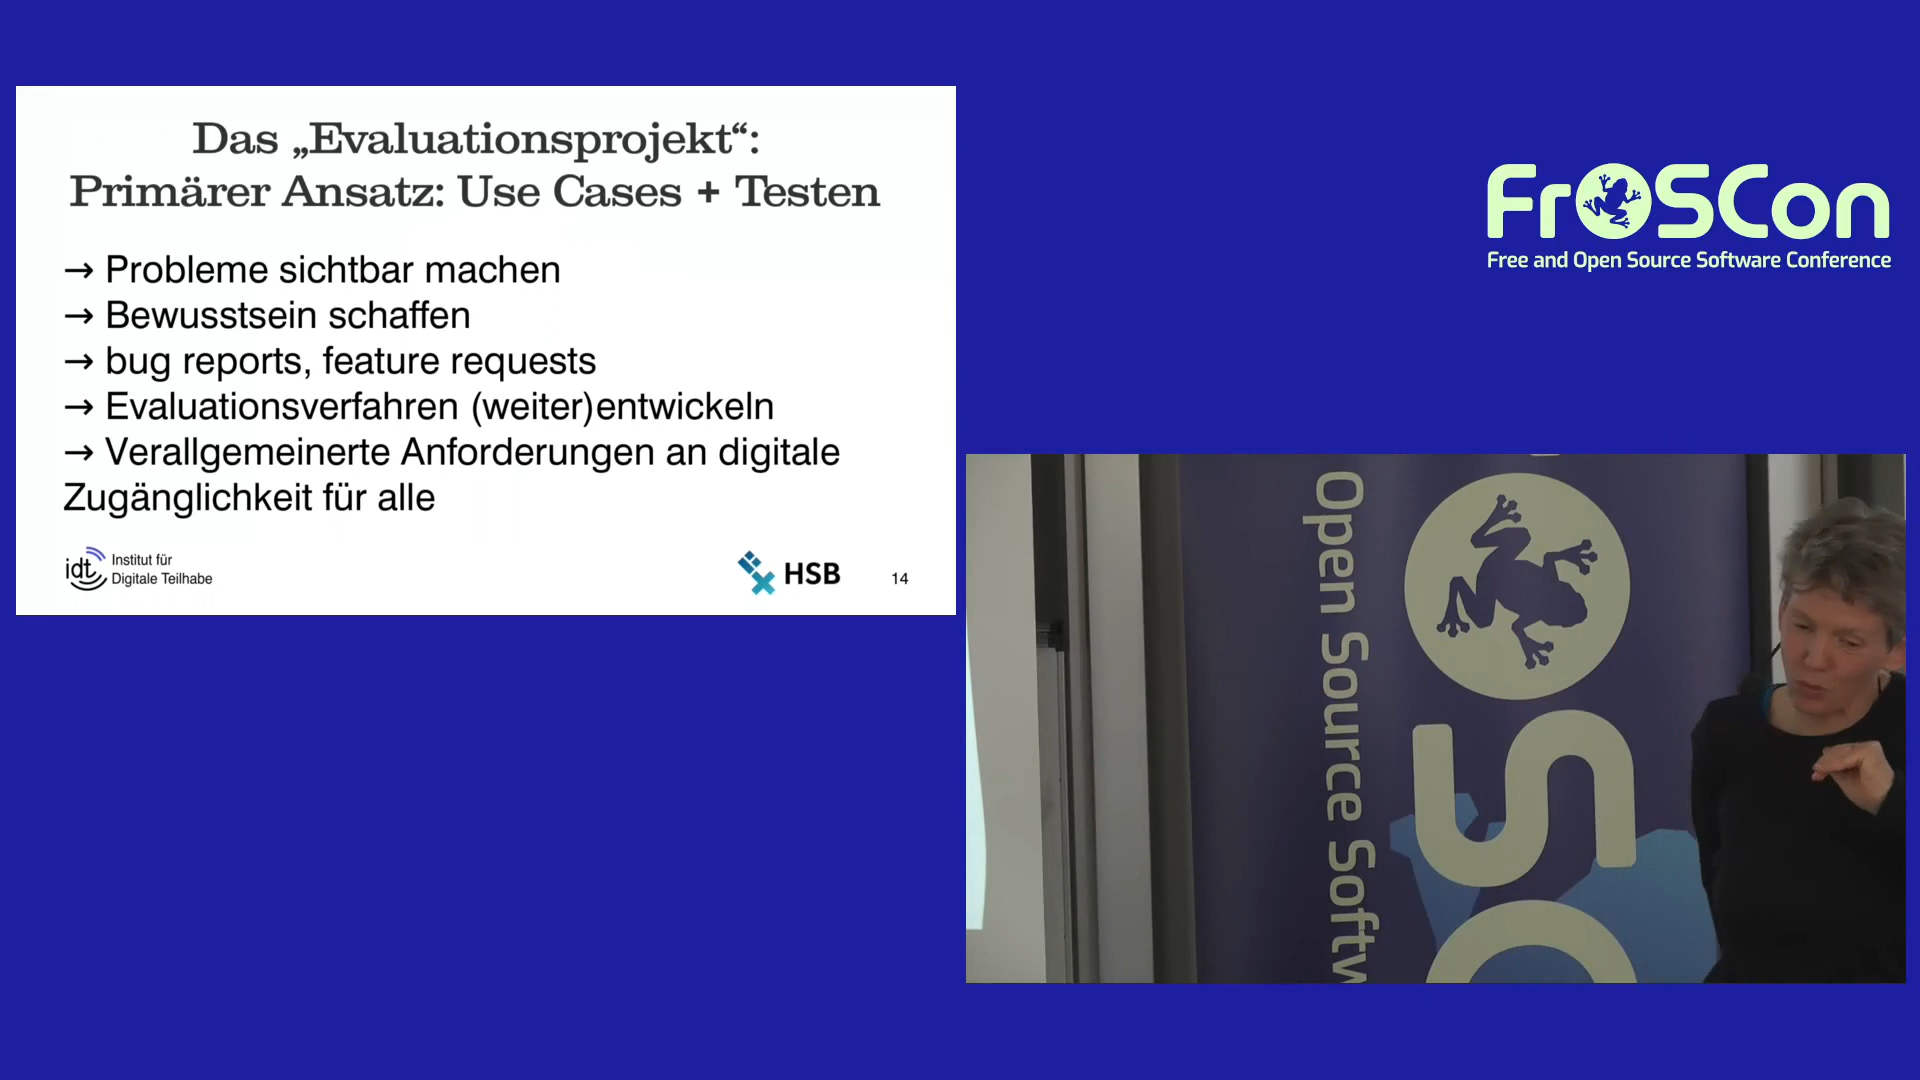 Das „Evaluationsprojekt“:
Primärer Ansatz: Use Cases + Testen
→ Probleme sichtbar machen
→ Bewusstsein schaffen
→ bug reports, feature requests
→ Evaluationsverfahren (weiter)entwickeln
→ Verallgemeinerte Anforderungen an digitale
Zugänglichkeit für alle
idt Institut für
Digitale Teilhabe
HSB
14
FrOSCon
Free and Open Source Software Conference
Open Source Softw
OSC